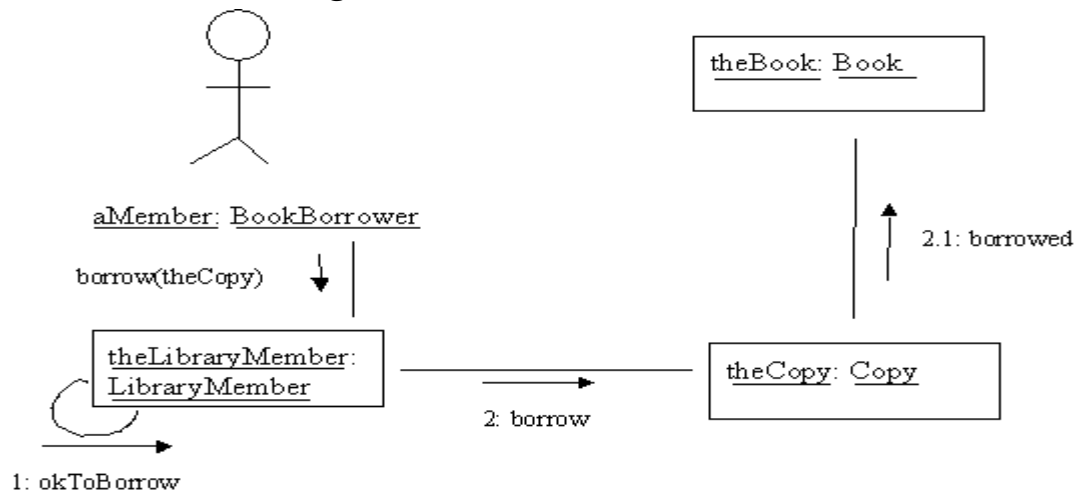 theBook: Book
aMember: BookBorrower
2.1: borrowed
borrow(theCopy)
theLibraryMember:
LibraryMember
theCopy: Copy
2: borrow
1: okToBorrow